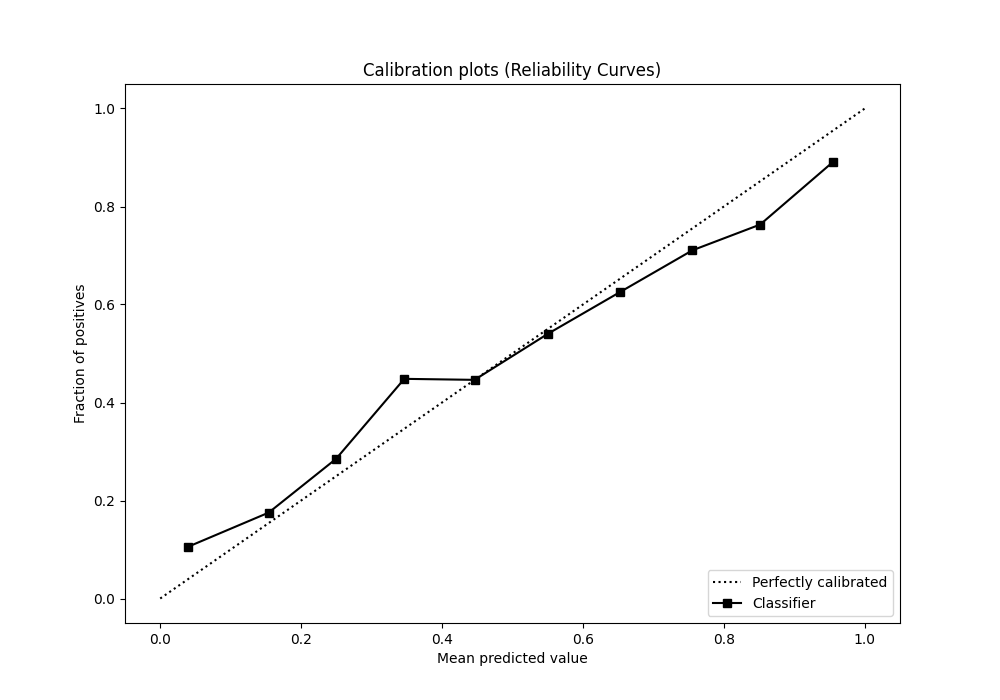 Calibration plots (Reliability Curves)
Fraction of positives
1.0
0.8
0.6
0.4
0.2
0.0
0.0 0.2 0.4 0.6 0.8 1.0
Mean predicted value
Perfectly calibrated
Classifier